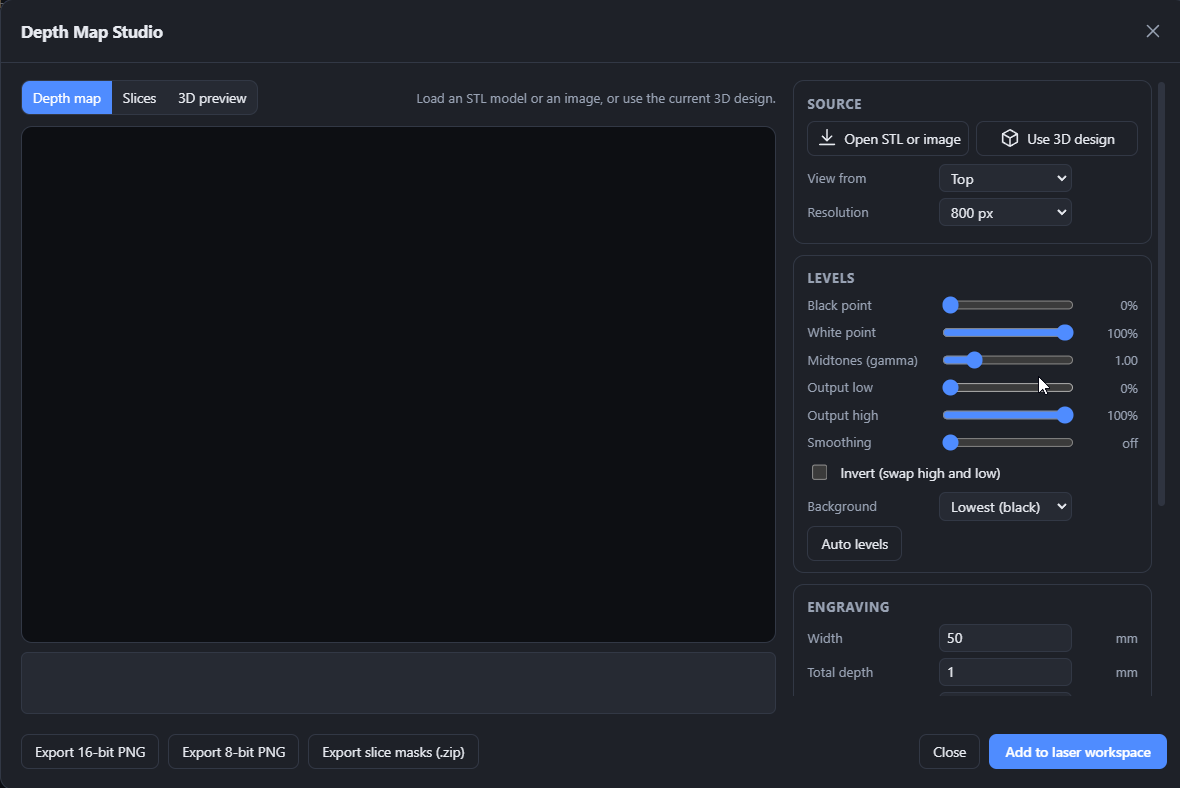 Depth Map Studio
Depth map Slices 3D preview Load an STL model or an image, or use the current 3D design.
SOURCE
Open STL or image Use 3D design
View from Top
Resolution 800 px
LEVELS
Black point 0%
White point 100%
Midtones (gamma) 1.00
Output low 0%
Output high 100%
Smoothing off
Invert (swap high and low)
Background Lowest (black)
Auto levels
ENGRAVING
Width 50 mm
Total depth 1 mm
Export 16-bit PNG Export 8-bit PNG Export slice masks (.zip) Close Add to laser workspace